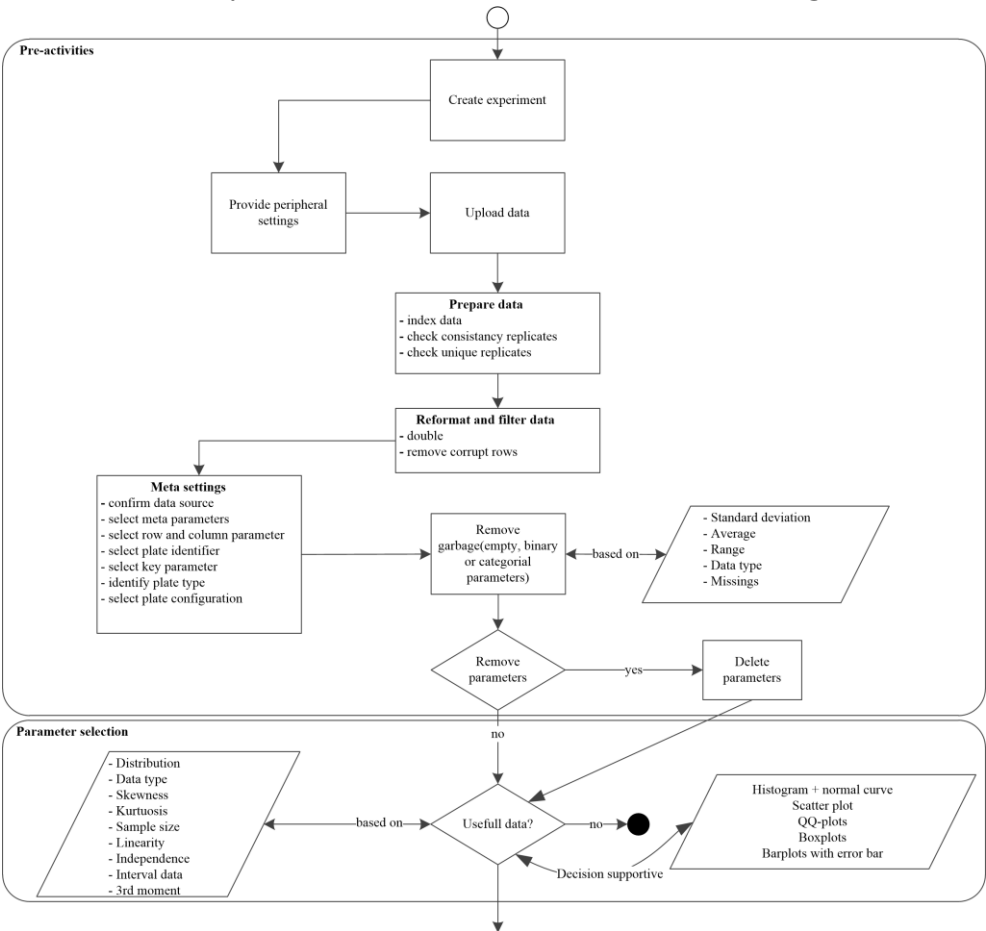 Pre-activities
Create experiment
Provide peripheral
settings
Upload data
Prepare data
- index data
- check consistancy replicates
- check unique replicates
Reformat and filter data
- double
- remove corrupt rows
Meta settings
- confirm data source
- select meta parameters
- select row and column parameter
- select plate identifier
- select key parameter
- identify plate type
- select plate configuration
Remove
garbage(empty, binary
or categorial
parameters)
based on
- Standard deviation
- Average
- Range
- Data type
- Missings
Remove
parameters
yes
Delete
parameters
no
Parameter selection
- Distribution
- Data type
- Skewness
- Kurtuosis
- Sample size
- Linearity
- Independence
- Interval data
- 3rd moment
based on
Usefull data?
no
Decision supportive
Histogram + normal curve
Scatter plot
QQ-plots
Boxplots
Barplots with error bar